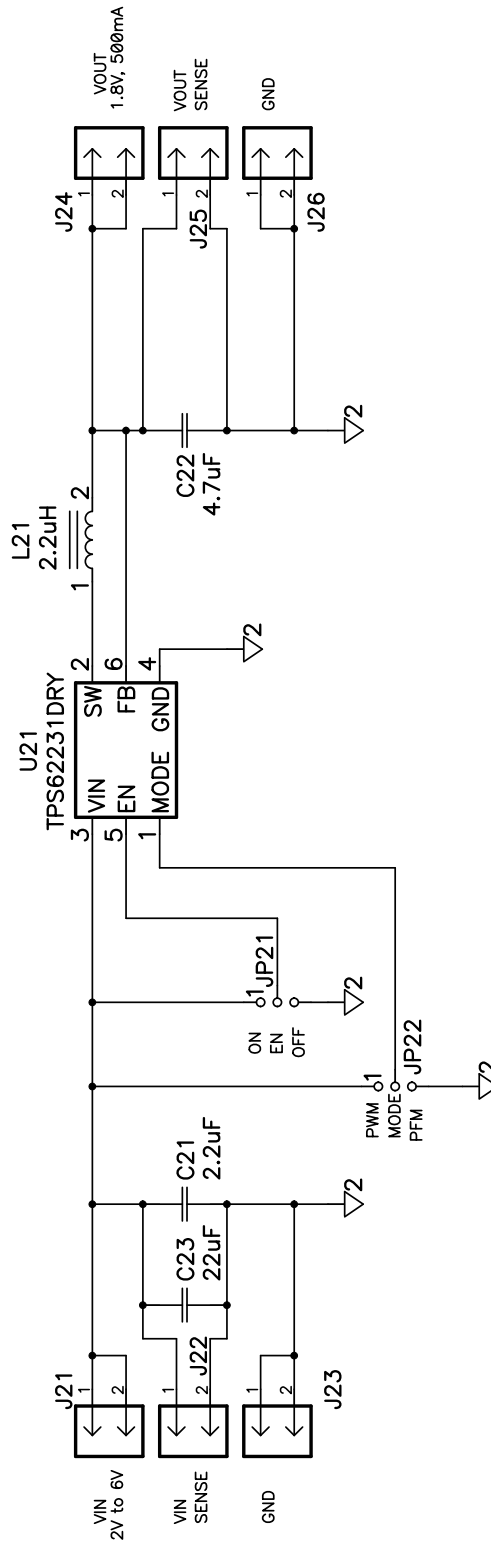 VIN
2V to 6V
J21
1
2
VIN
SENSE
J22
1
2
GND
J23
1
2
C23
22uF
C21
2.2uF
2
PWM
MODE
PFM
1
JP22
2
ON
EN
OFF
1
JP21
2
U21
TPS62231DRY
3
VIN
5
EN
1
MODE
SW
2
FB
6
GND
4
2
L21
2.2uH
1
2
C22
4.7uF
2
J24
1
2
VOUT
1.8V, 500mA
J25
1
2
VOUT
SENSE
J26
1
2
GND